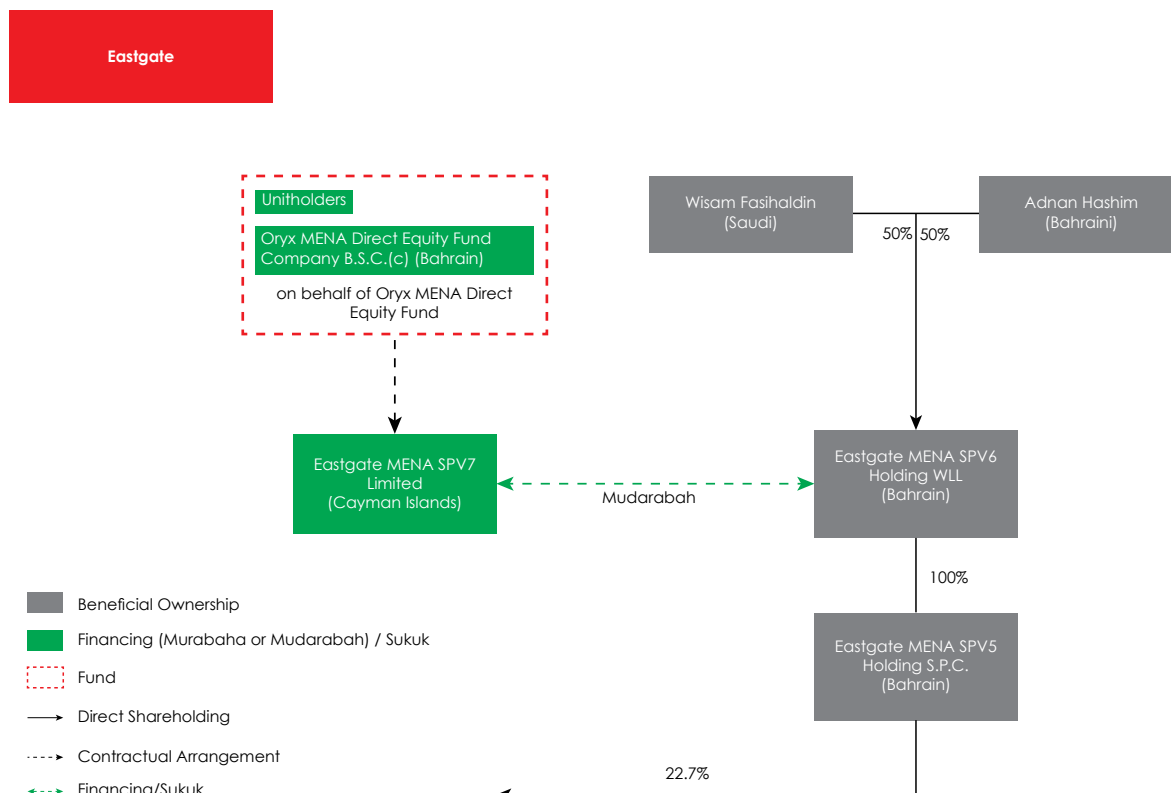 Eastgate
Unitholders
Oryx MENA Direct Equity Fund
Company B.S.C.(c) (Bahrain)
on behalf of Oryx MENA Direct
Equity Fund
Wisam Fasihaldin
(Saudi)
Adnan Hashim
(Bahraini)
50%
50%
Eastgate MENA SPV7
Limited
(Cayman Islands)
Mudarabah
Eastgate MENA SPV6
Holding WLL
(Bahrain)
100%
Eastgate MENA SPV5
Holding S.P.C.
(Bahrain)
Beneficial Ownership
Financing (Murabaha or Mudarabah) / Sukuk
Fund
Direct Shareholding
Contractual Arrangement
Financing/Sukuk
22.7%